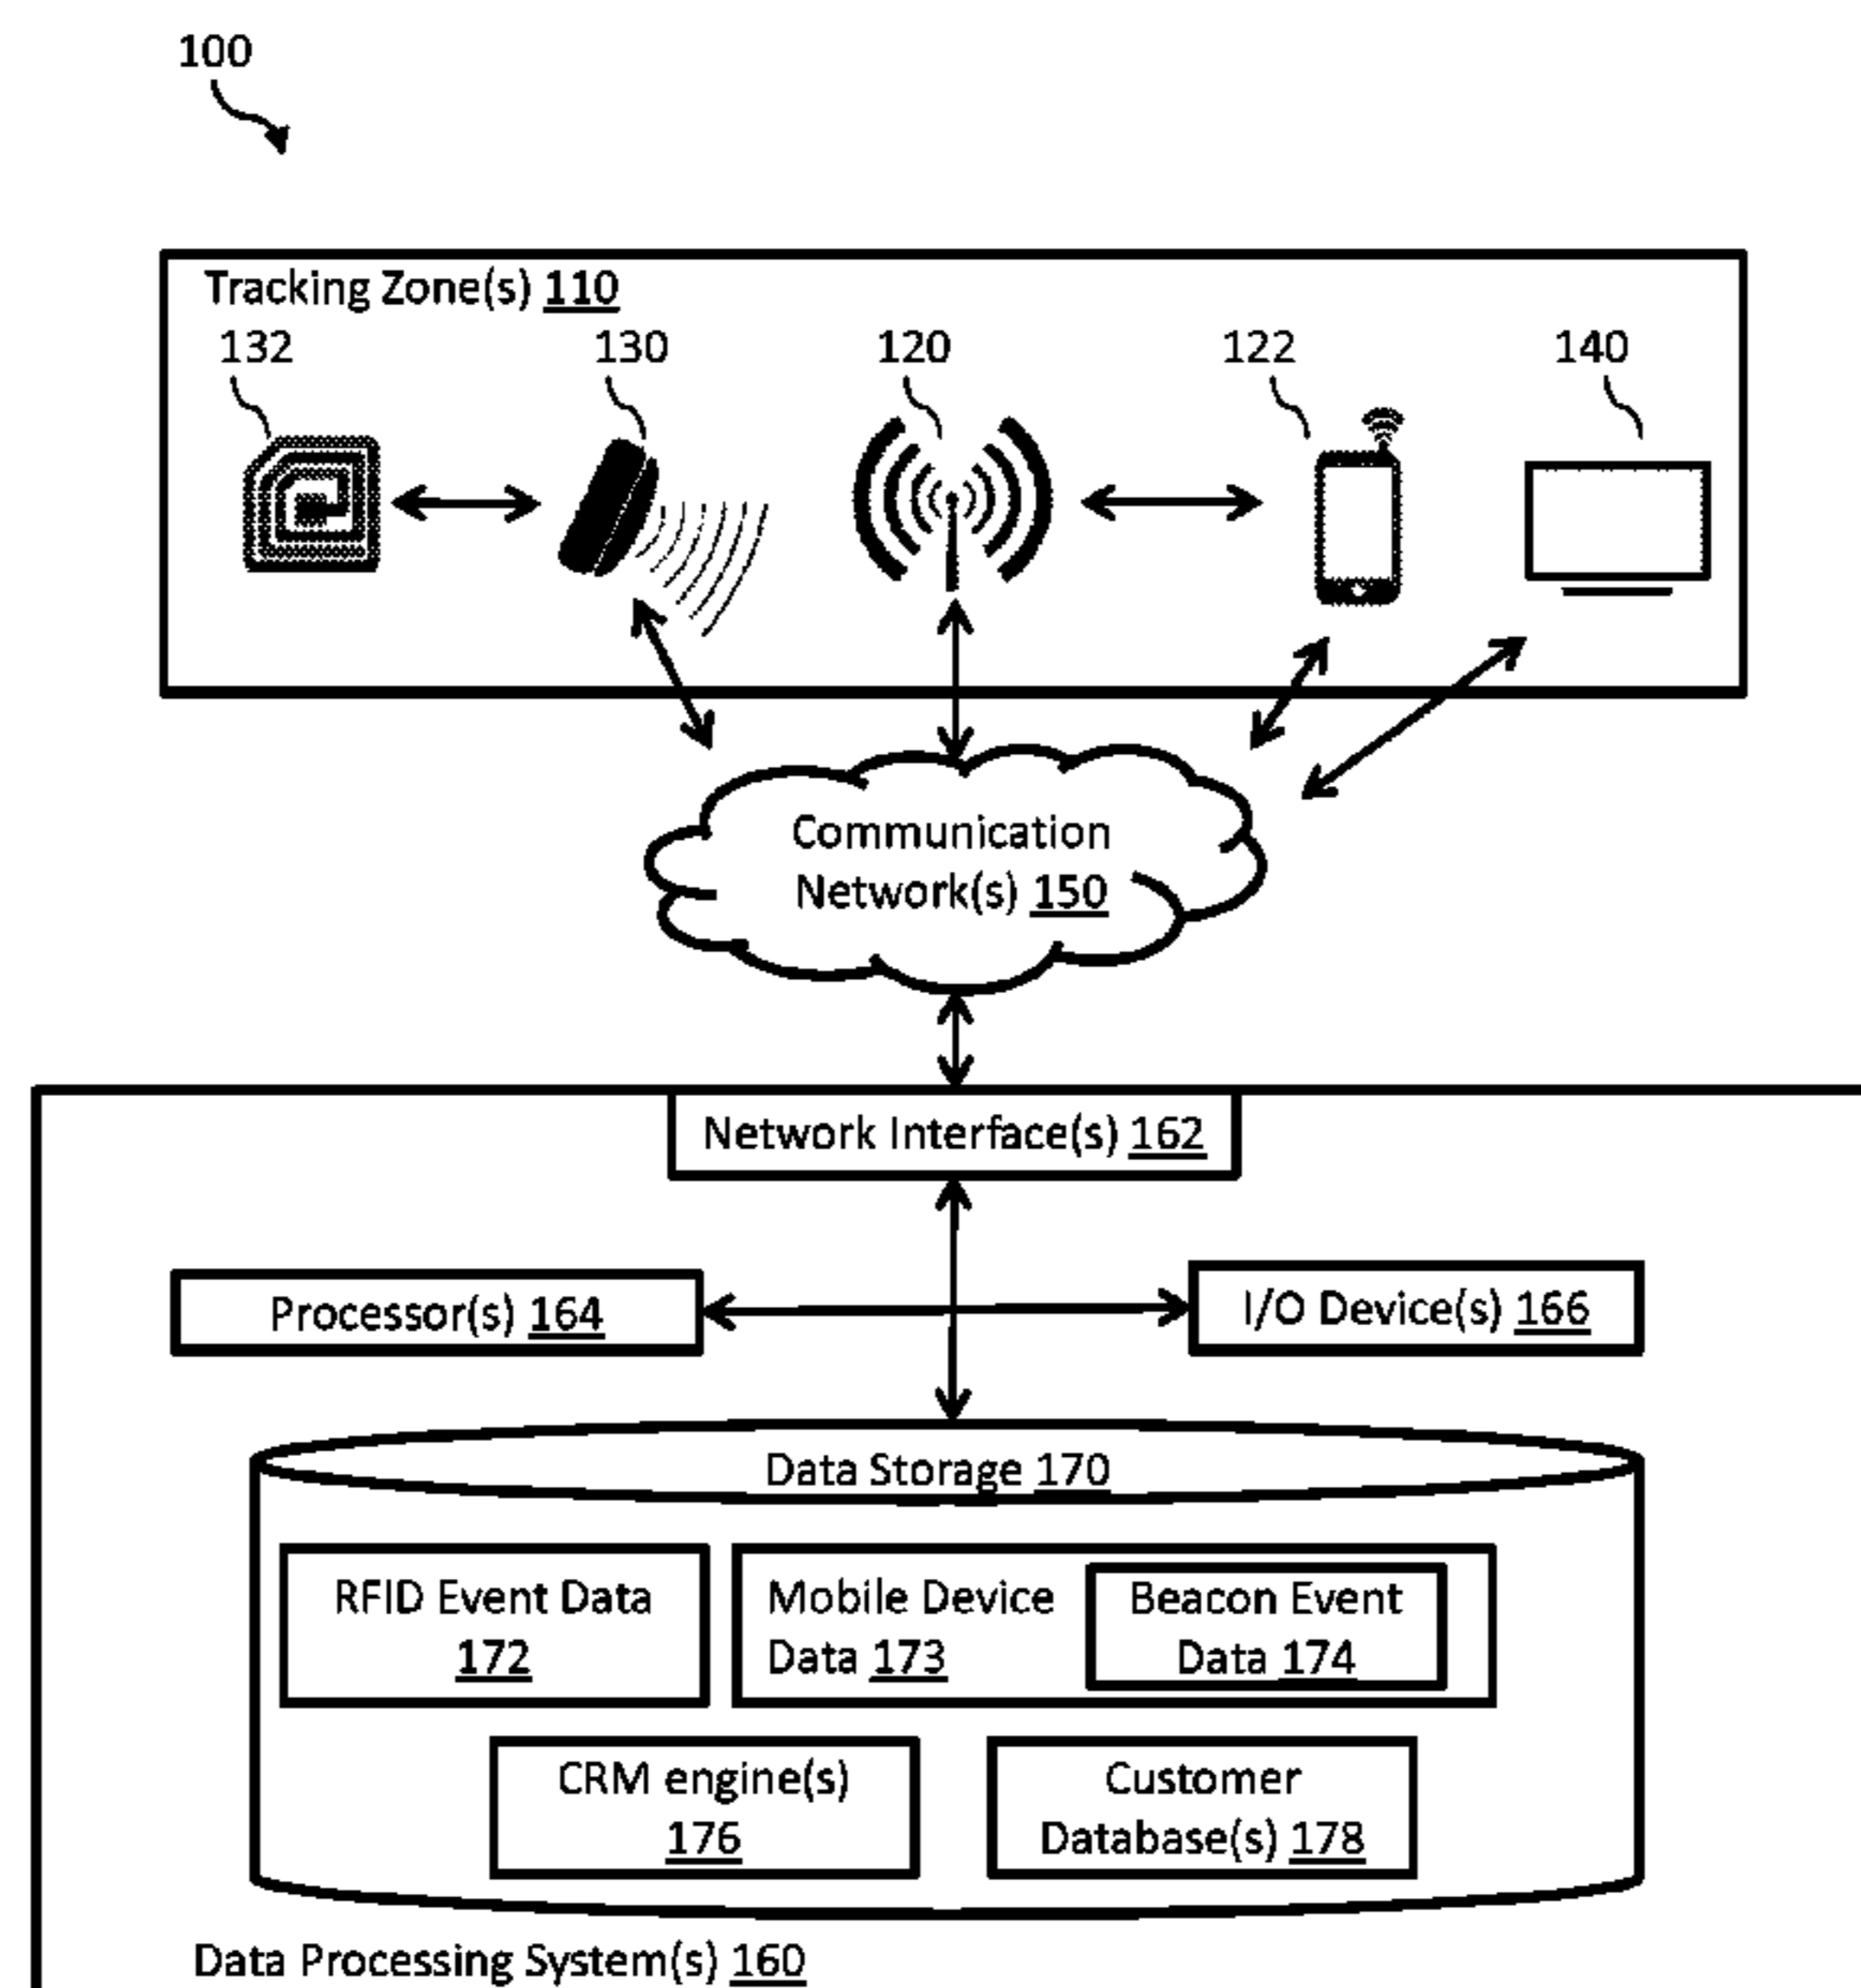 100
Tracking Zone(s) 110
132 130 120 122 140
Communication
Network(s) 150
Network Interface(s) 162
Processor(s) 164
I/O Device(s) 166
Data Storage 170
RFID Event Data
172
Mobile Device
Data 173
Beacon Event
Data 174
CRM engine(s)
176
Customer
Database(s) 178
Data Processing System(s) 160